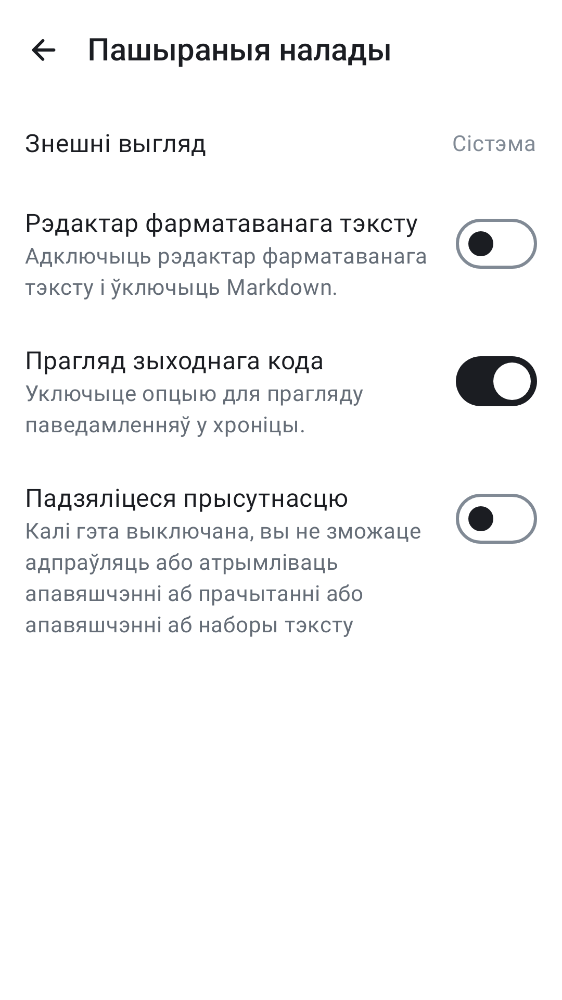 Пашыраныя налады
Знешні выгляд Сістэма
Рэдактар фарматаванага тэксту
Адключыць рэдактар фарматаванага
тэксту і ўключыць Markdown.
Прагляд зыходнага кода
Уключыце опцыю для прагляду
паведамленняў у хроніцы.
Падзяліцеся прысутнасцю
Калі гэта выключана, вы не зможаце
адпраўляць або атрымліваць
апавяшчэнні аб прачытанні або
апавяшчэнні аб наборы тэксту